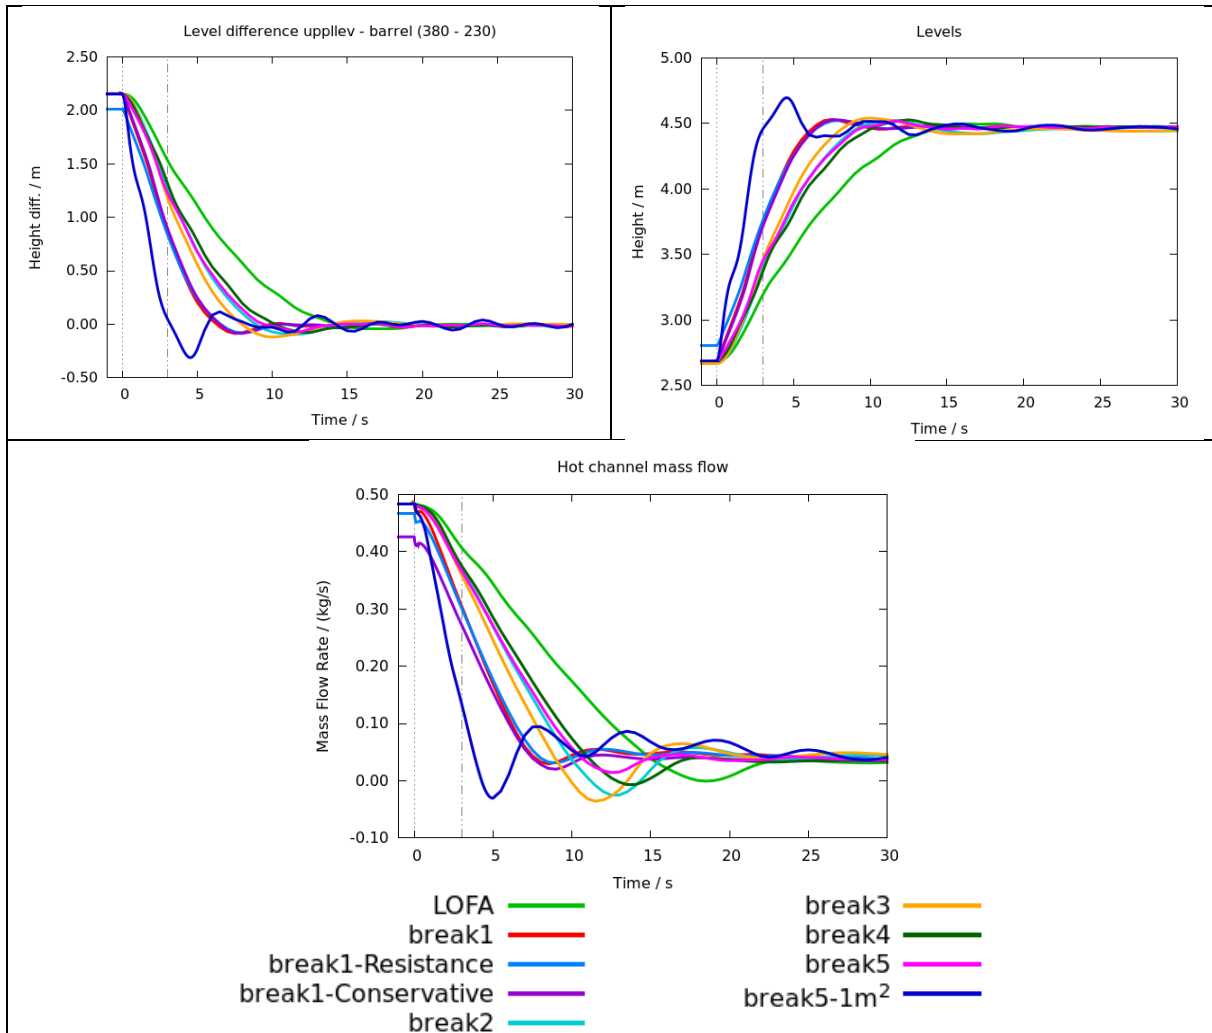 Level difference uppllev - barrel (380 - 230)
2.50
2.00
1.50
1.00
0.50
0.00
-0.50
Height diff. / m
0 5 10 15 20 25 30
Time / s
Levels
5.00
4.50
4.00
3.50
3.00
2.50
Height / m
0 5 10 15 20 25 30
Time / s
Hot channel mass flow
0.50
0.40
0.30
0.20
0.10
0.00
-0.10
Mass Flow Rate / (kg/s)
0 5 10 15 20 25 30
Time / s
LOFA
break1
break1-Resistance
break1-Conservative
break2
break3
break4
break5
break5-1m²